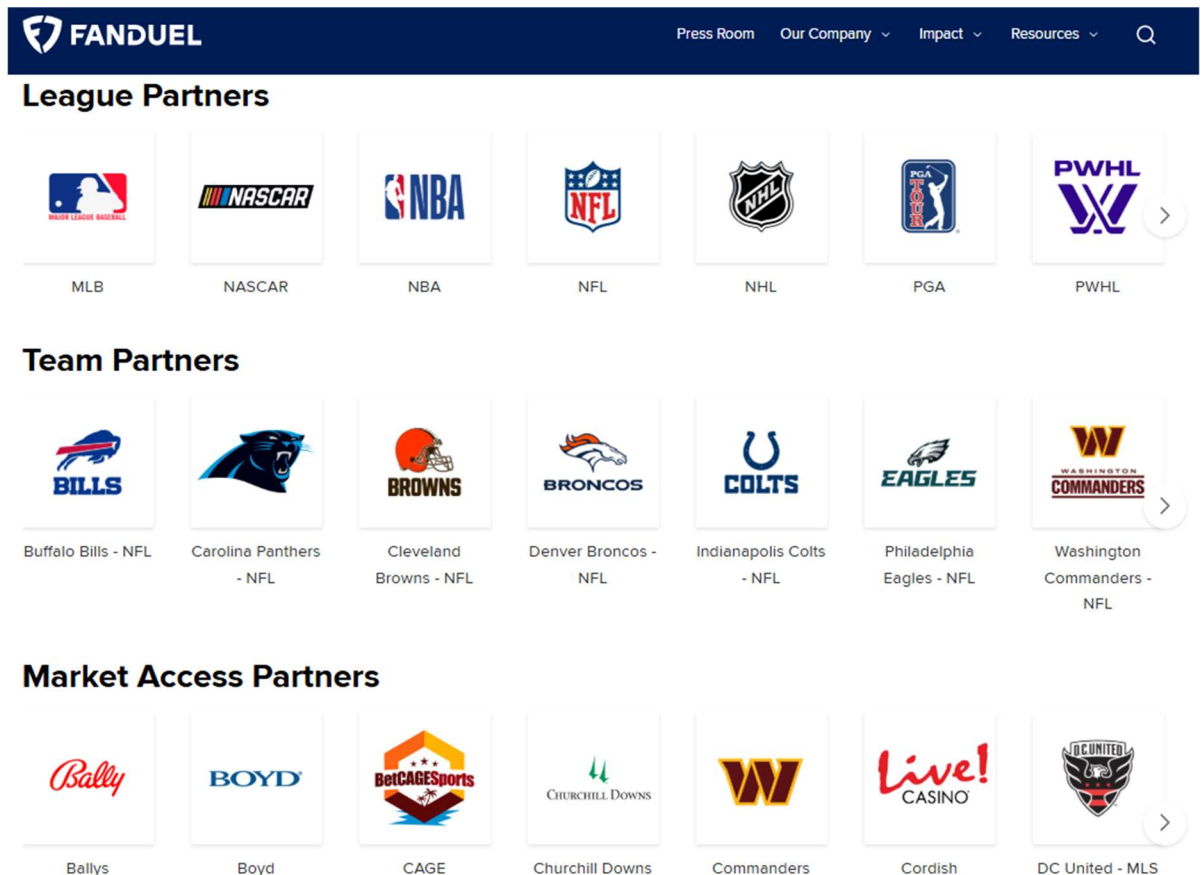 FANDUEL
Press Room Our Company Impact Resources
League Partners
MAJOR LEAGUE BASEBALL
NASCAR
NBA
NFL
NHL
PGA
TOUR
PWHL
MLB NASCAR NBA NFL NHL PGA PWHL
Team Partners
BILLS
BROWNS
BRONCOS
COLTS
EAGLES
W
WASHINGTON
COMMANDERS
Buffalo Bills - NFL
Carolina Panthers
- NFL
Cleveland
Browns - NFL
Denver Broncos -
NFL
Indianapolis Colts
- NFL
Philadelphia
Eagles - NFL
Washington
Commanders -
NFL
Market Access Partners
Bally
BOYD
BetCAGESports
CHURCHILL DOWNS
W
Live!
CASINO
D.C. UNITED
Ballys Boyd CAGE Churchill Downs Commanders Cordish DC United - MLS